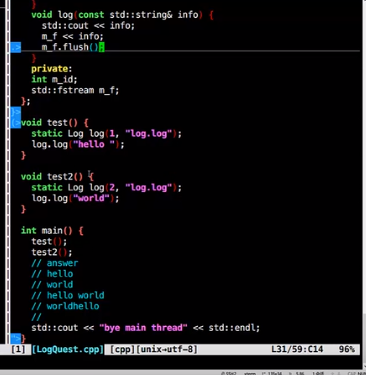 }
void log(const std::string& info) {
std::cout << info;
m_f << info;
m_f.flush();
}
private:
int m_id;
std::fstream m_f;
};
void test() {
static Log log(1, "log.log");
log.log("hello ");
}
void test2() {
static Log log(2, "log.log");
log.log("world");
}
int main() {
test();
test2();
// answer
// hello
// world
// hello world
// worldhello
//
std::cout << "bye main thread" << std::endl;
}
[1] [LogQuest.cpp] [cpp][unix→utf-8] L31/59:C14 96%